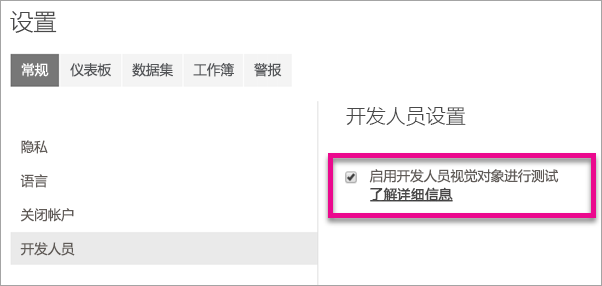 设置
常规 仪表板 数据集 工作簿 警报
开发人员设置
隐私
语言
关闭帐户
开发人员
启用开发人员视觉对象进行测试
了解详细信息